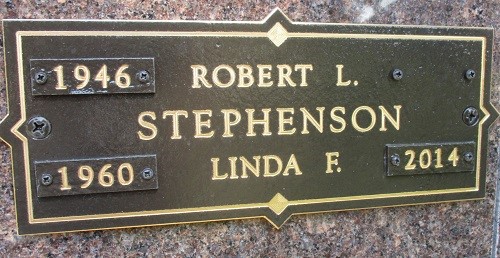 1946 ROBERT L.
STEPHENSON
1960 LINDA F. 2014